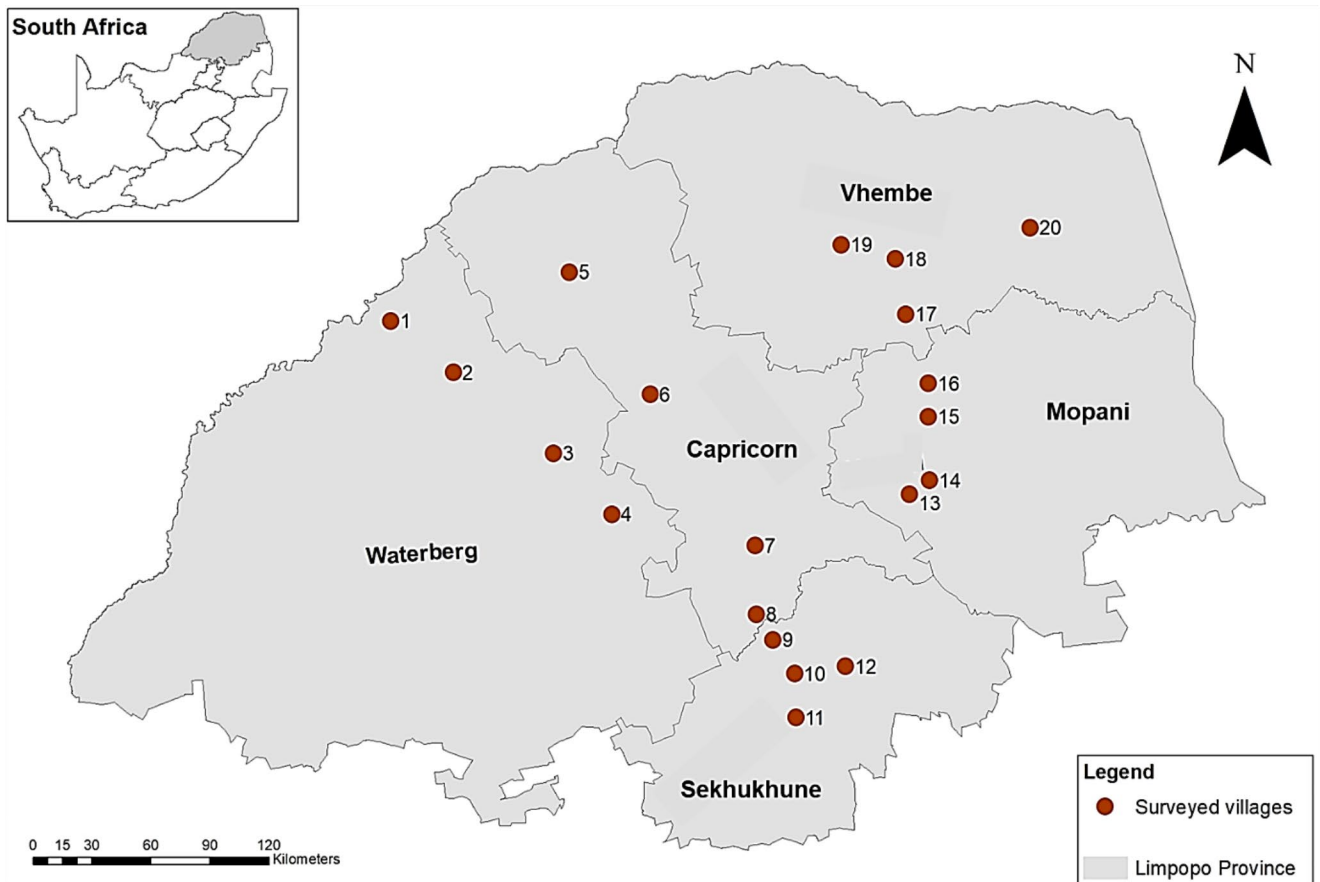 South Africa
N
Vhembe
20
19
18
5
17
1
2
16
6
15
Mopani
Capricorn
3
14
13
4
7
Waterberg
8
9
12
10
11
Sekhukhune
Legend
Surveyed villages
Limpopo Province
0 15 30 60 90 120
Kilometers